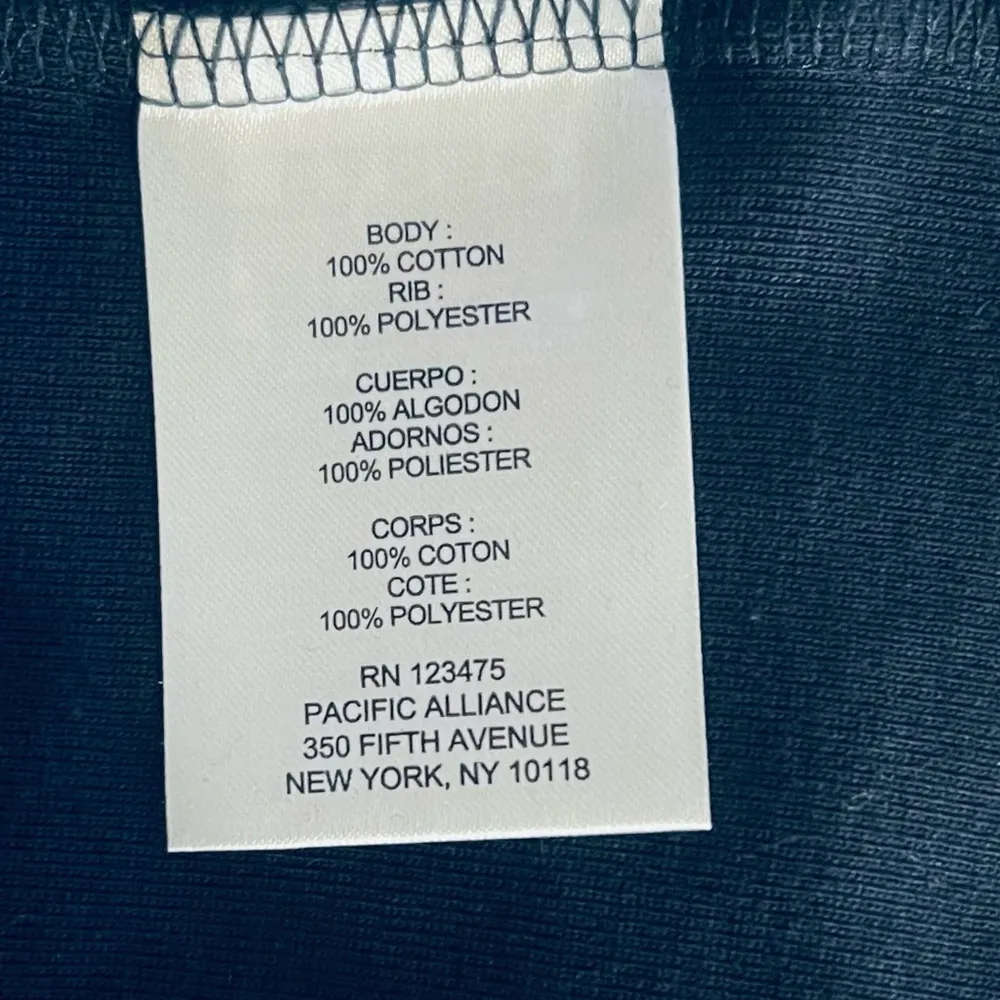 BODY :
100% COTTON
RIB :
100% POLYESTER
CUERPO :
100% ALGODON
ADORNOS :
100% POLIESTER
CORPS :
100% COTON
COTE :
100% POLYESTER
RN 123475
PACIFIC ALLIANCE
350 FIFTH AVENUE
NEW YORK, NY 10118